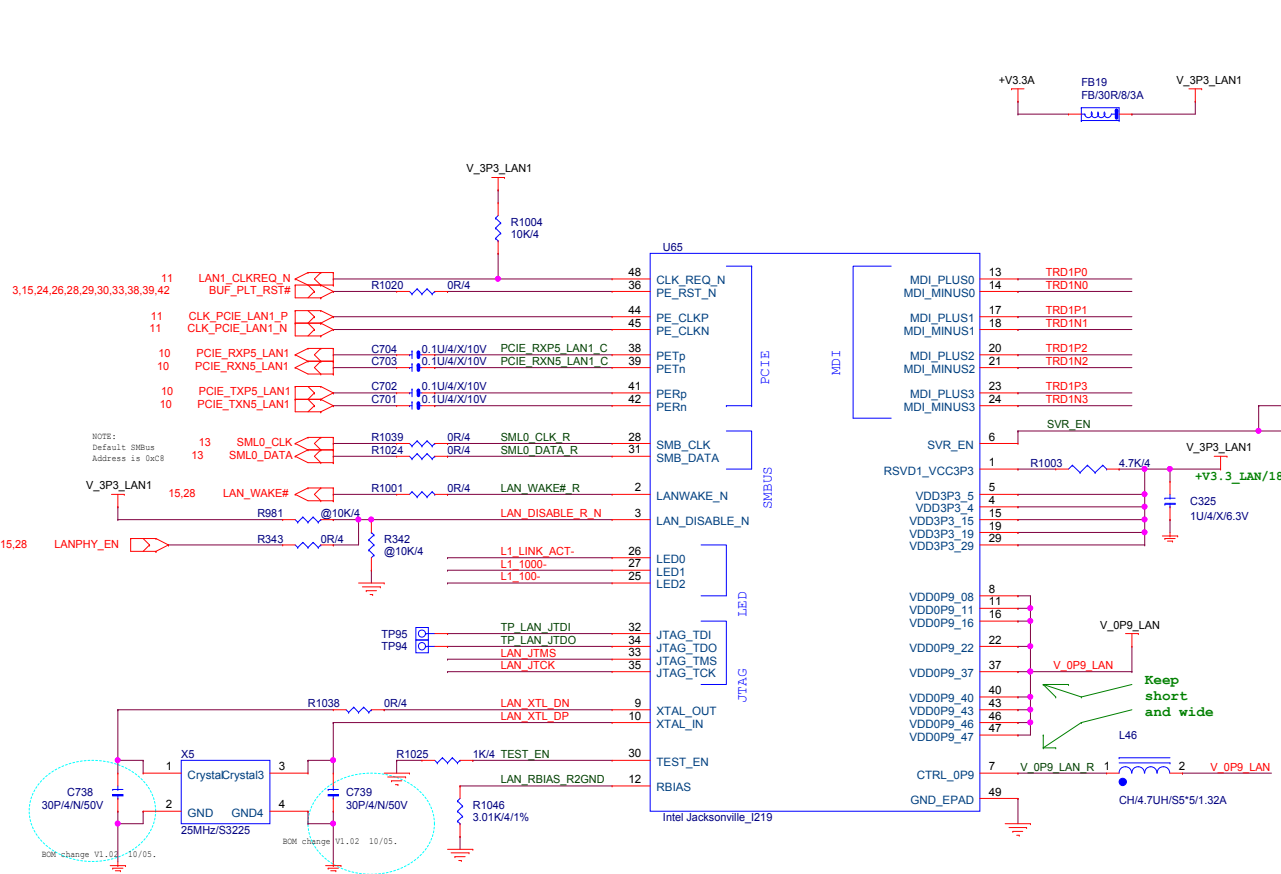 +V3.3A
FB19
FB/30R/8/3A
V_3P3_LAN1
V_3P3_LAN1
R1004
10K/4
U65
11 LAN1_CLKREQ_N 48 CLK_REQ_N
3,15,24,26,28,29,30,33,38,39,42 BUF_PLT_RST# R1020 0R/4 36 PE_RST_N
11 CLK_PCIE_LAN1_P 44 PE_CLKP
11 CLK_PCIE_LAN1_N 45 PE_CLKN
10 PCIE_RXP5_LAN1 C704 0.1U/4/X/10V PCIE_RXP5_LAN1_C 38 PETp
10 PCIE_RXN5_LAN1 C703 0.1U/4/X/10V PCIE_RXN5_LAN1_C 39 PETn
10 PCIE_TXP5_LAN1 C702 0.1U/4/X/10V 41 PERp
10 PCIE_TXN5_LAN1 C701 0.1U/4/X/10V 42 PERn
PCIE
NOTE:
Default SMBus
Address is 0xC8
13 SML0_CLK R1039 0R/4 SML0_CLK_R 28 SMB_CLK
13 SML0_DATA R1024 0R/4 SML0_DATA_R 31 SMB_DATA
SMBUS
V_3P3_LAN1
15,28 LAN_WAKE# R1001 0R/4 LAN_WAKE#_R 2 LANWAKE_N
R981 @10K/4 LAN_DISABLE_R_N 3 LAN_DISABLE_N
15,28 LANPHY_EN R343 0R/4
R342
@10K/4
L1_LINK_ACT- 26 LED0
L1_1000- 27 LED1
L1_100- 25 LED2
LED
TP95 TP_LAN_JTDI 32 JTAG_TDI
TP94 TP_LAN_JTDO 34 JTAG_TDO
LAN_JTMS 33 JTAG_TMS
LAN_JTCK 35 JTAG_TCK
JTAG
R1038 0R/4 LAN_XTL_DN 9 XTAL_OUT
LAN_XTL_DP 10 XTAL_IN
R1025 1K/4 TEST_EN 30 TEST_EN
LAN_RBIAS_R2GND 12 RBIAS
R1046
3.01K/4/1%
X5
1 Crystal Crystal3 3
2 GND GND4 4
25MHz/S3225
C738
30P/4/N/50V
C739
30P/4/N/50V
BOM change V1.02 10/05.
BOM change V1.02 10/05.
Intel Jacksonville_I219
MDI
MDI_PLUS0 13 TRD1P0
MDI_MINUS0 14 TRD1N0
MDI_PLUS1 17 TRD1P1
MDI_MINUS1 18 TRD1N1
MDI_PLUS2 20 TRD1P2
MDI_MINUS2 21 TRD1N2
MDI_PLUS3 23 TRD1P3
MDI_MINUS3 24 TRD1N3
SVR_EN 6 SVR_EN
RSVD1_VCC3P3 1 R1003 4.7K/4
V_3P3_LAN1
+V3.3_LAN/18
VDD3P3_5 5
VDD3P3_4 4
VDD3P3_15 15
VDD3P3_19 19
VDD3P3_29 29
C325
1U/4/X/6.3V
VDD0P9_08 8
VDD0P9_11 11
VDD0P9_16 16
VDD0P9_22 22
VDD0P9_37 37 V_0P9_LAN
V_0P9_LAN
VDD0P9_40 40
VDD0P9_43 43
VDD0P9_46 46
VDD0P9_47 47
Keep
short
and wide
L46
CTRL_0P9 7 V_0P9_LAN_R 1 2 V_0P9_LAN
CH/4.7UH/S5*5/1.32A
GND_EPAD 49